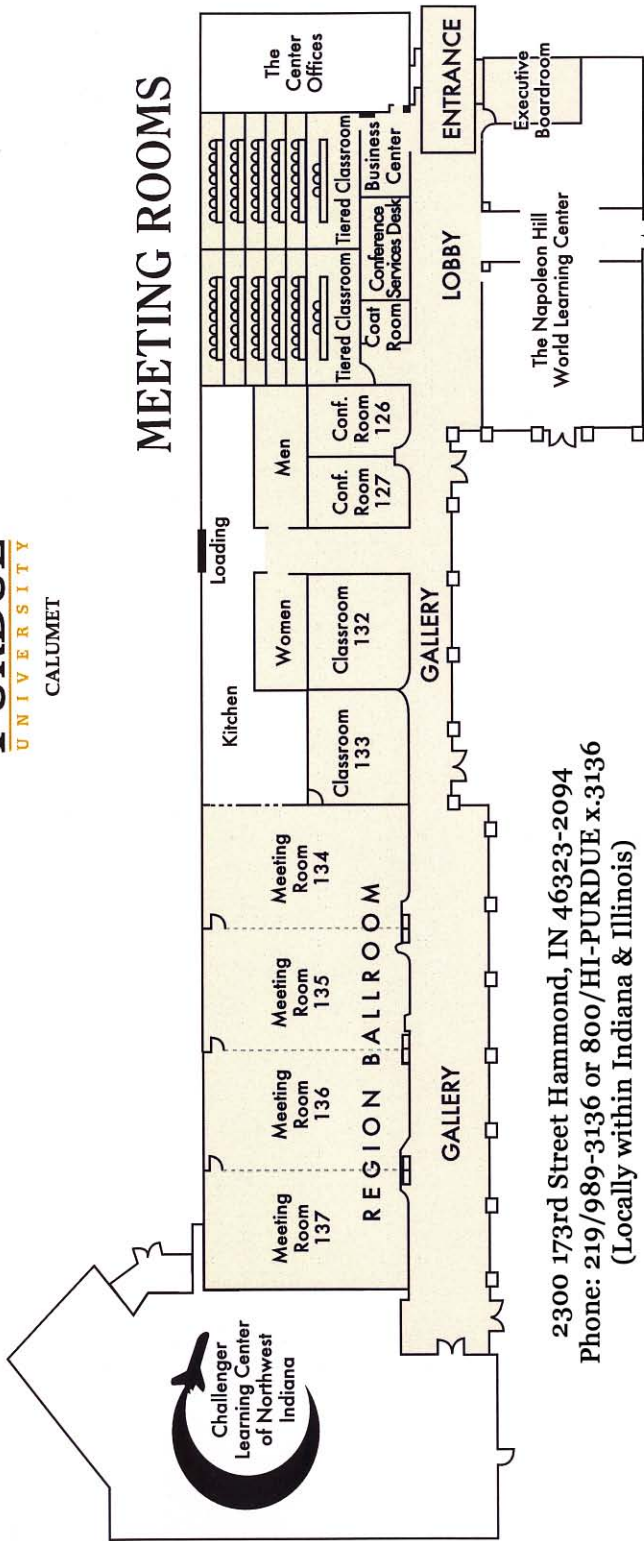 UNIVERSITY
CALUMET
MEETING ROOMS
The
Center
Offices
Tiered Classroom
Tiered Classroom
Business
Center
Conference
Services Desk
Coat
Room
ENTRANCE
Executive
Boardroom
LOBBY
The Napoleon Hill
World Learning Center
Loading
Men
Conf.
Room
126
Conf.
Room
127
Kitchen
Women
Classroom
132
Classroom
133
GALLERY
Meeting
Room
134
Meeting
Room
135
Meeting
Room
136
Meeting
Room
137
REGION BALLROOM
GALLERY
Challenger
Learning Center
of Northwest
Indiana
2300 173rd Street Hammond, IN 46323-2094
Phone: 219/989-3136 or 800/HI-PURDUE x.3136
(Locally within Indiana & Illinois)